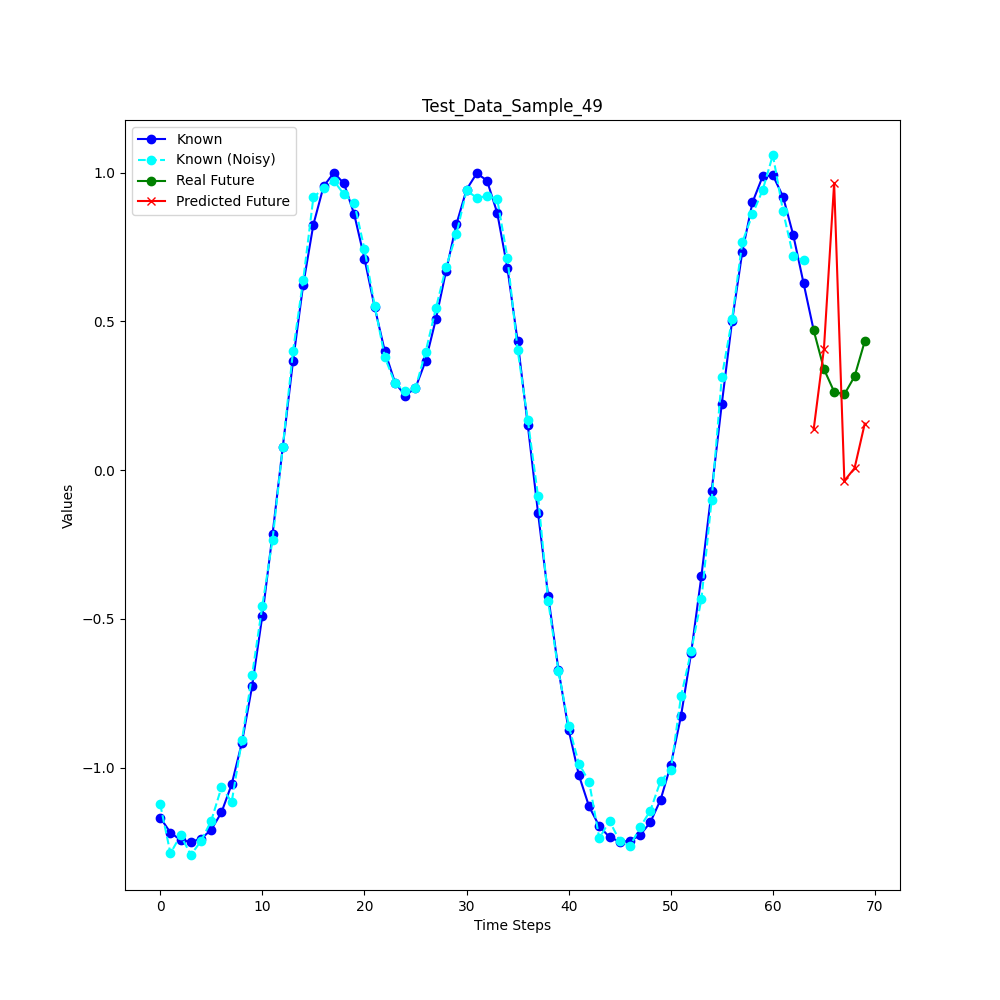 Test_Data_Sample_49
Known
Known (Noisy)
Real Future
Predicted Future
1.0
0.5
0.0
−0.5
−1.0
Values
0 10 20 30 40 50 60 70
Time Steps